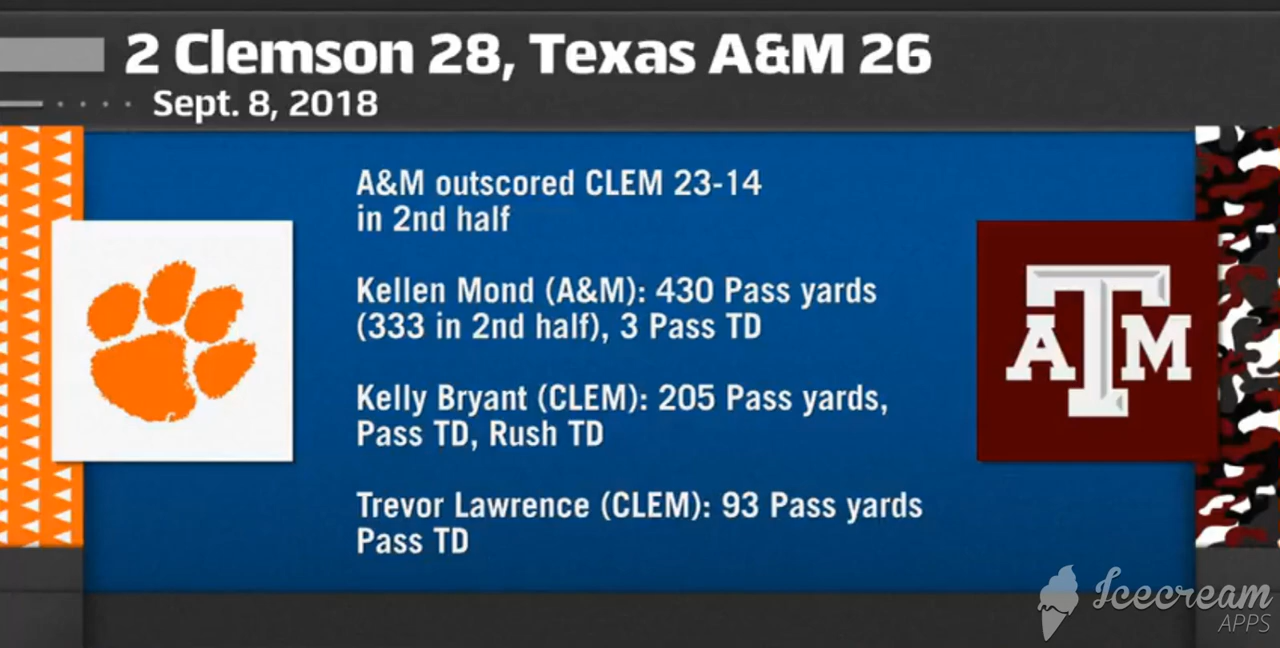 2 Clemson 28, Texas A&M 26
Sept. 8, 2018
A&M outscored CLEM 23-14
in 2nd half
Kellen Mond (A&M): 430 Pass yards
(333 in 2nd half), 3 Pass TD
Kelly Bryant (CLEM): 205 Pass yards,
Pass TD, Rush TD
Trevor Lawrence (CLEM): 93 Pass yards
Pass TD
ATM
Icecream
APPS